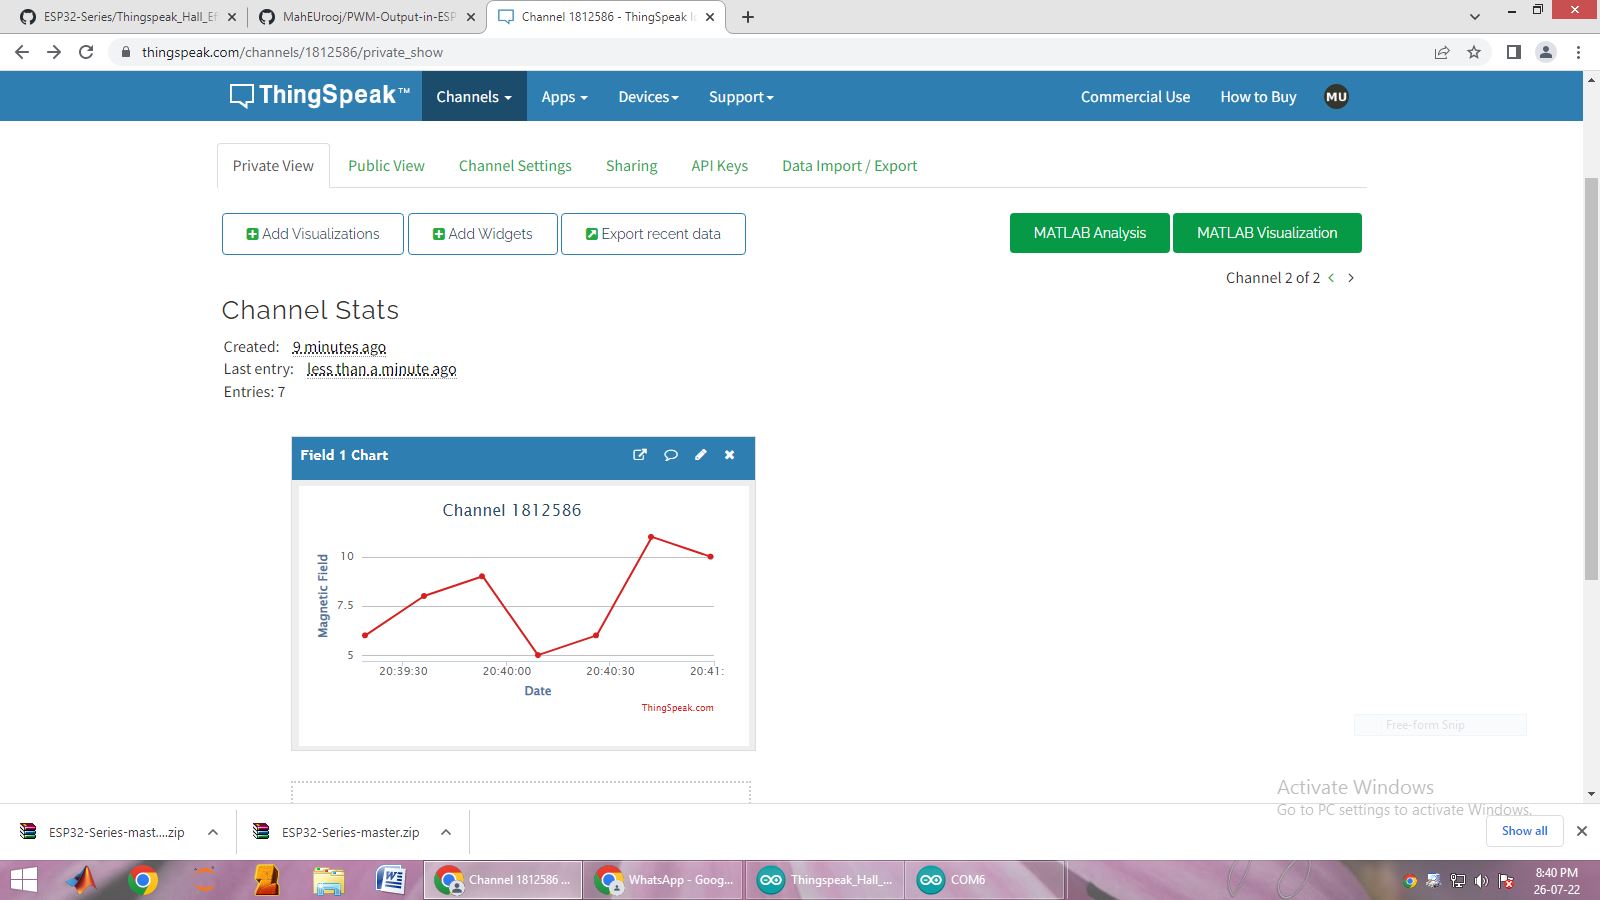 ESP32-Series/Thingspeak_Hall_Ef
MahEUrooj/PWM-Output-in-ESP
Channel 1812586 - ThingSpeak Io
thingspeak.com/channels/1812586/private_show
ThingSpeak™
Channels
Apps
Devices
Support
Commercial Use
How to Buy
MU
Private View
Public View
Channel Settings
Sharing
API Keys
Data Import / Export
Add Visualizations
Add Widgets
Export recent data
MATLAB Analysis
MATLAB Visualization
Channel 2 of 2
Channel Stats
Created: 9 minutes ago
Last entry: less than a minute ago
Entries: 7
Field 1 Chart
Channel 1812586
Magnetic Field
10
7.5
5
20:39:30
20:40:00
20:40:30
20:41:
Date
ThingSpeak.com
Free-form Snip
Activate Windows
Go to PC settings to activate Windows.
ESP32-Series-mast....zip
ESP32-Series-master.zip
Show all
Channel 1812586 ...
WhatsApp - Goog...
Thingspeak_Hall_...
COM6
8:40 PM
26-07-22